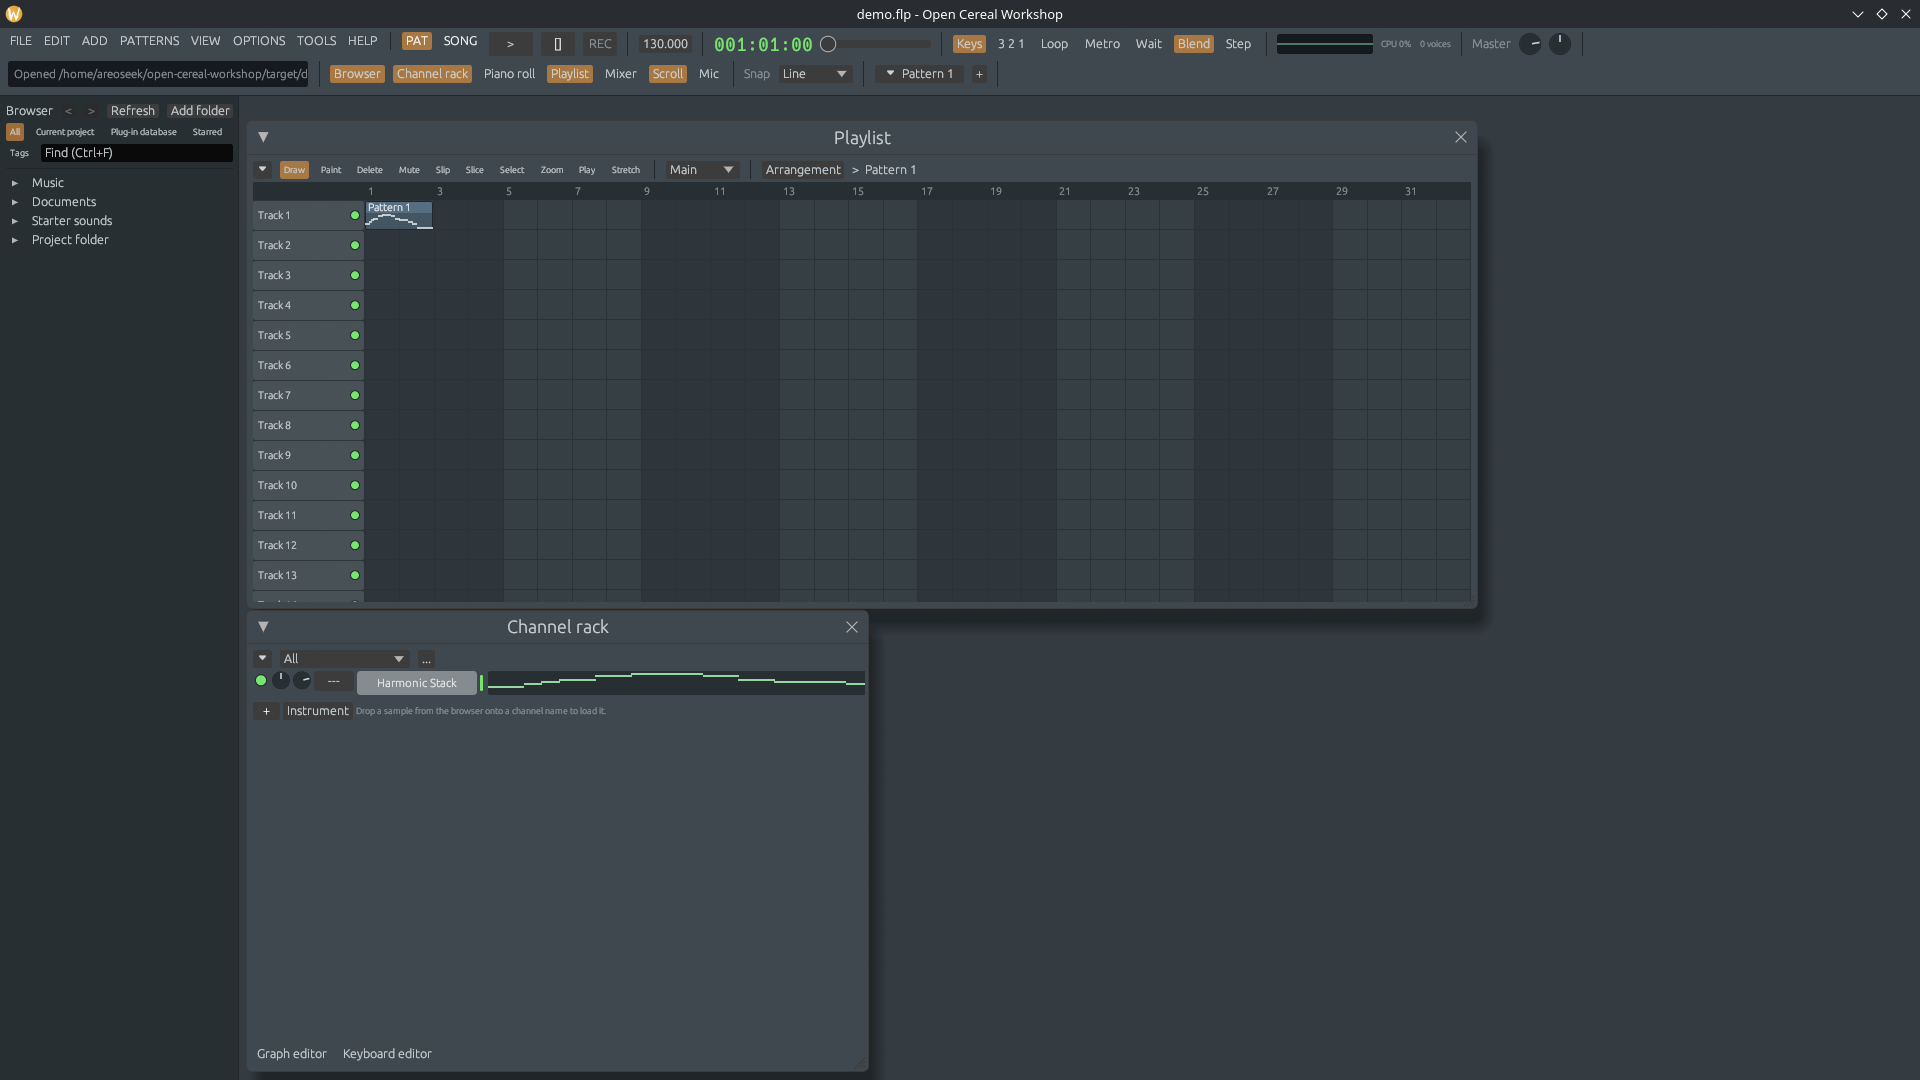 demo.flp - Open Cereal Workshop
FILE EDIT ADD PATTERNS VIEW OPTIONS TOOLS HELP PAT SONG > [] REC 130.000 001:01:00 Keys 3 2 1 Loop Metro Wait Blend Step CPU 0% 0 voices Master
Opened /home/areoseek/open-cereal-workshop/target/d Browser Channel rack Piano roll Playlist Mixer Scroll Mic Snap Line Pattern 1 +
Browser < > Refresh Add folder
All Current project Plug-in database Starred
Tags Find (Ctrl+F)
Music
Documents
Starter sounds
Project folder
Playlist
Draw Paint Delete Mute Slip Slice Select Zoom Play Stretch Main Arrangement > Pattern 1
1 3 5 7 9 11 13 15 17 19 21 23 25 27 29 31
Track 1 Pattern 1
Track 2
Track 3
Track 4
Track 5
Track 6
Track 7
Track 8
Track 9
Track 10
Track 11
Track 12
Track 13
Channel rack
All ...
--- Harmonic Stack
+ Instrument Drop a sample from the browser onto a channel name to load it.
Graph editor Keyboard editor